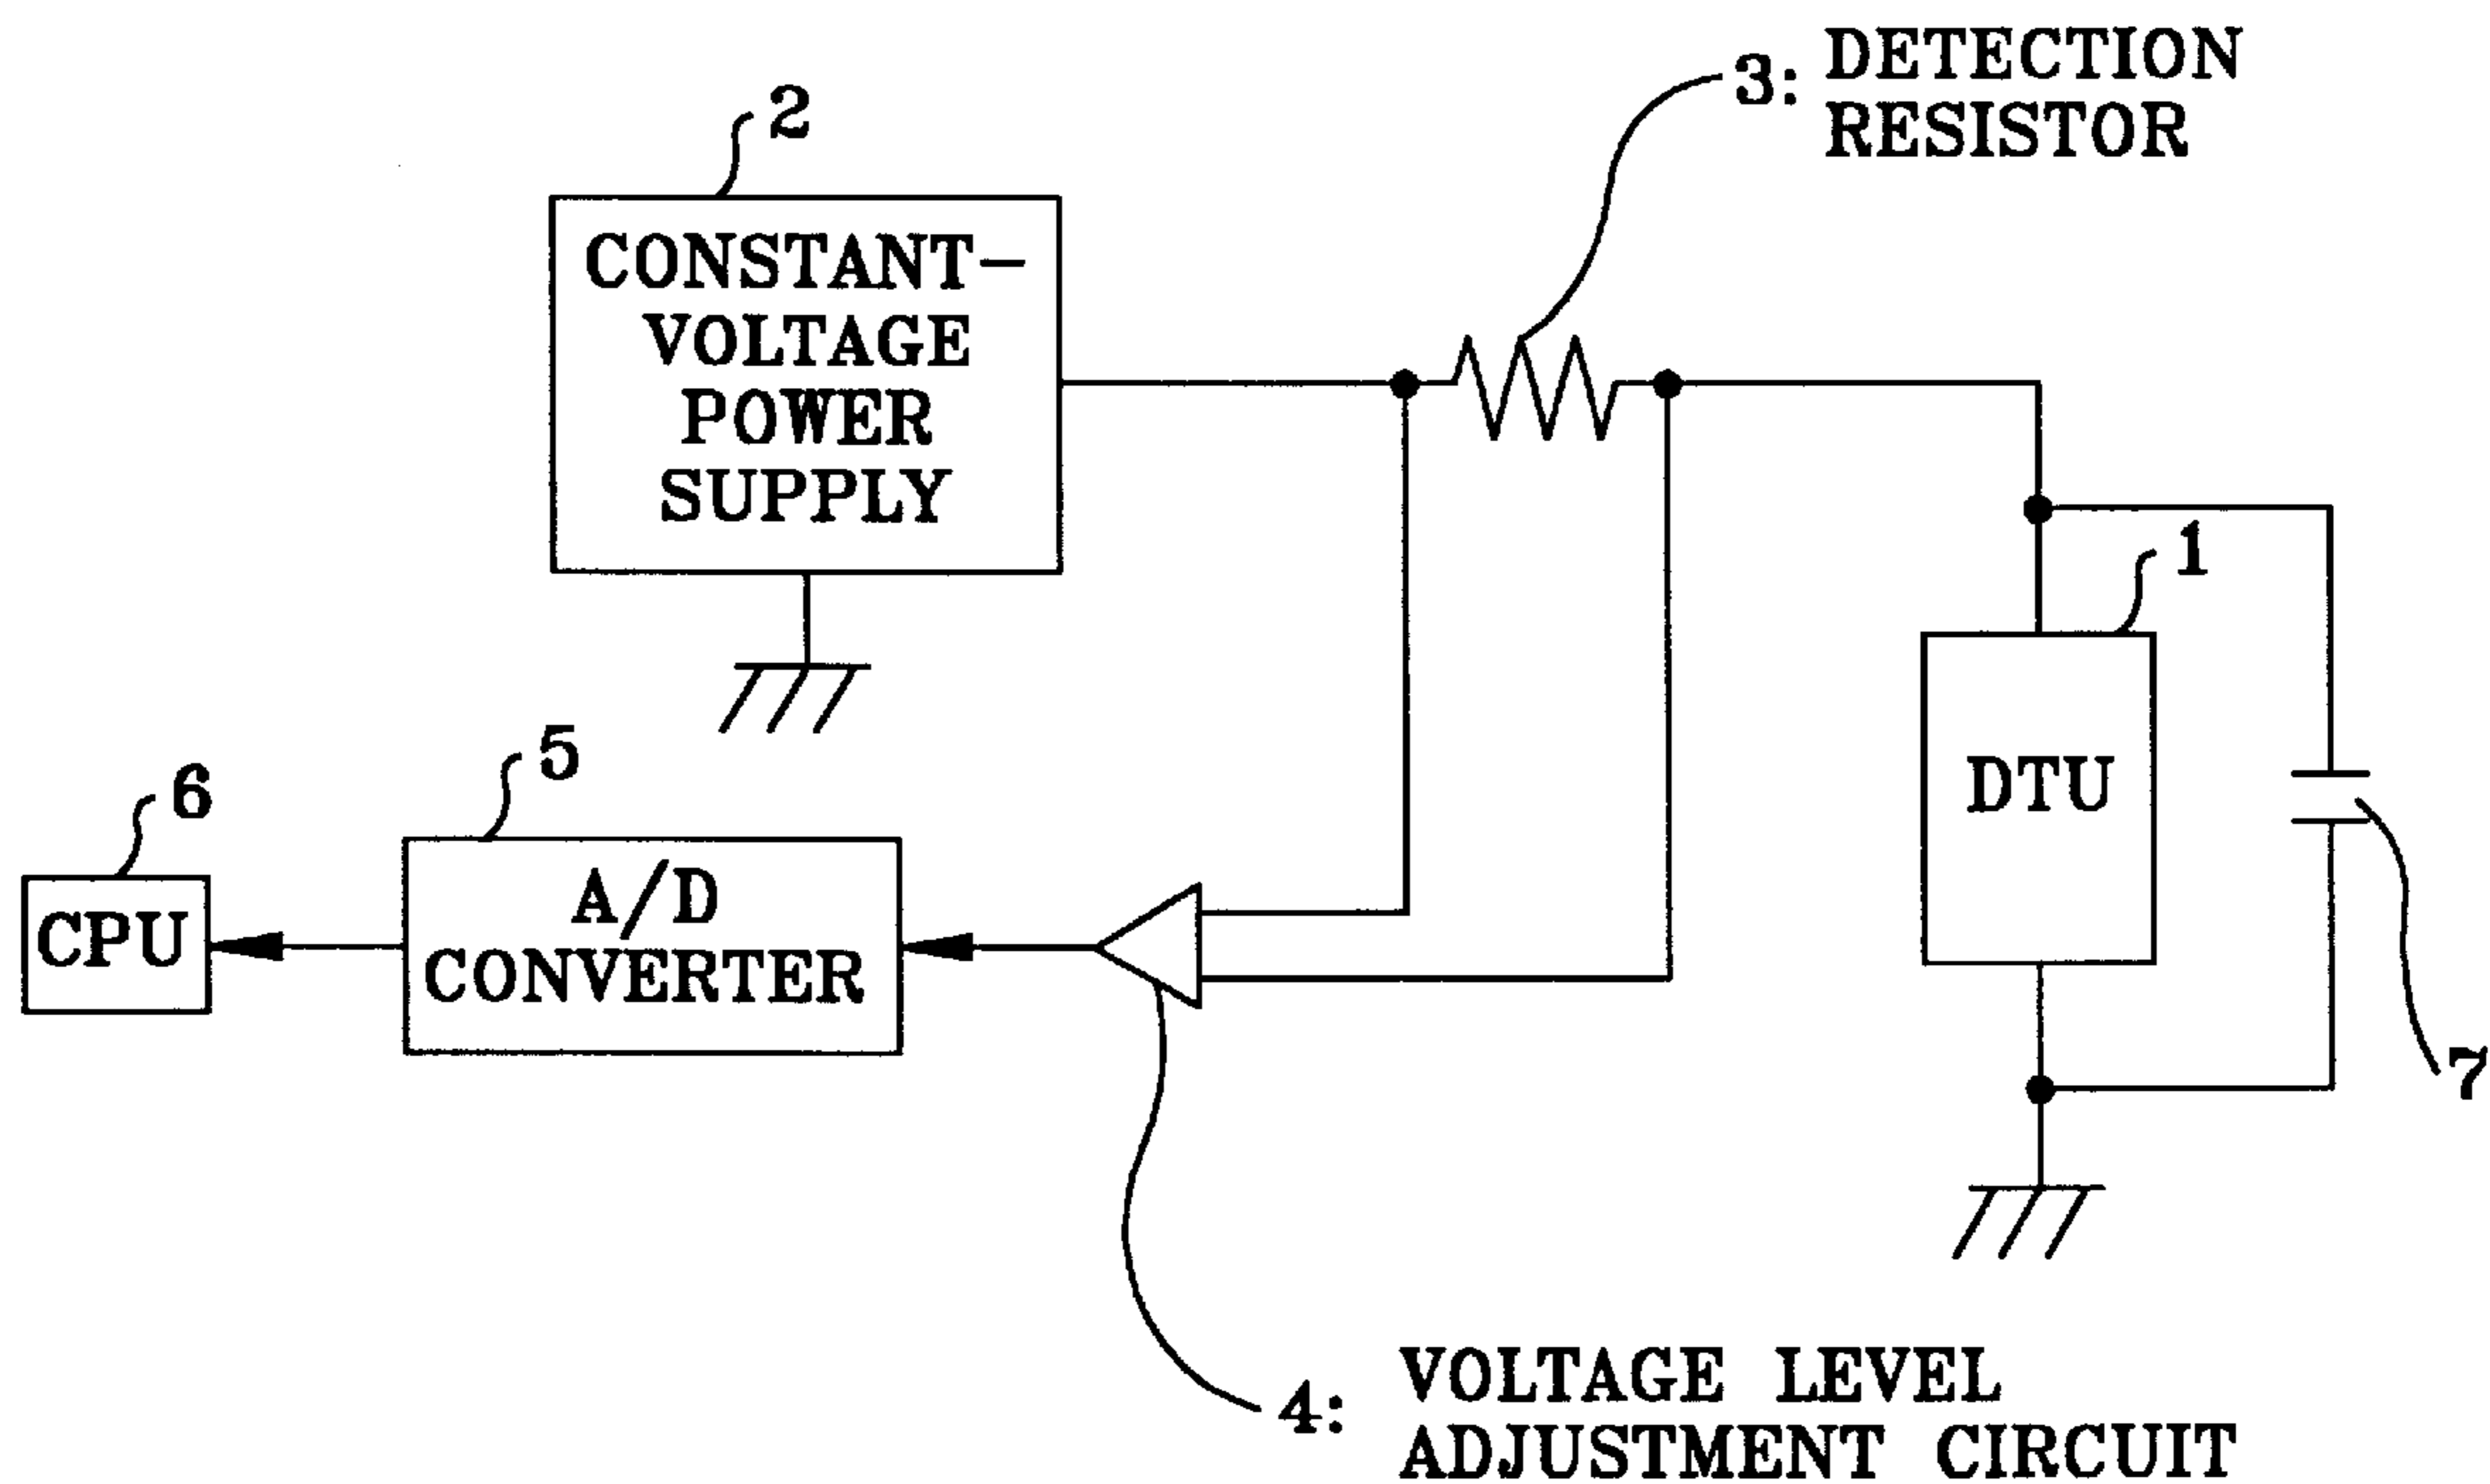 3: DETECTION
RESISTOR
2
CONSTANT-
VOLTAGE
POWER
SUPPLY
1
DTU
5
6
A/D
CONVERTER
CPU
7
4: VOLTAGE LEVEL
ADJUSTMENT CIRCUIT